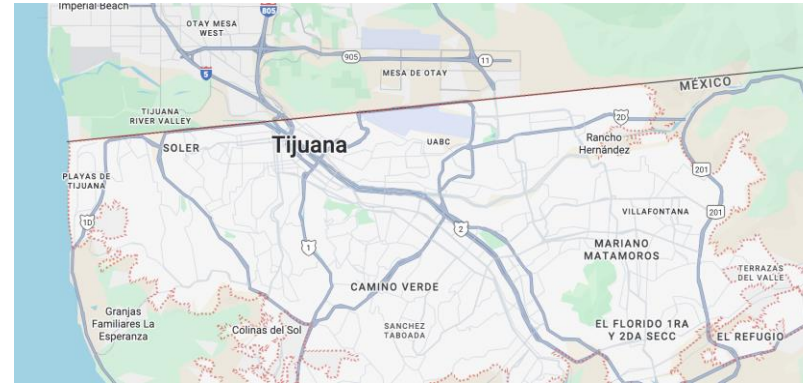 Imperial Beach
805
OTAY MESA
WEST
905
11
5
MESA DE OTAY
MÉXICO
TIJUANA
RIVER VALLEY
2D
SOLER
Tijuana
UABC
Rancho
Hernández
PLAYAS DE
TIJUANA
201
1D
VILLAFONTANA
201
2
1
MARIANO
MATAMOROS
TERRAZAS
DEL VALLE
CAMINO VERDE
Granjas
Familiares La
Esperanza
Colinas del Sol
SANCHEZ
TABOADA
EL FLORIDO 1RA
Y 2DA SECC
EL REFUGIO